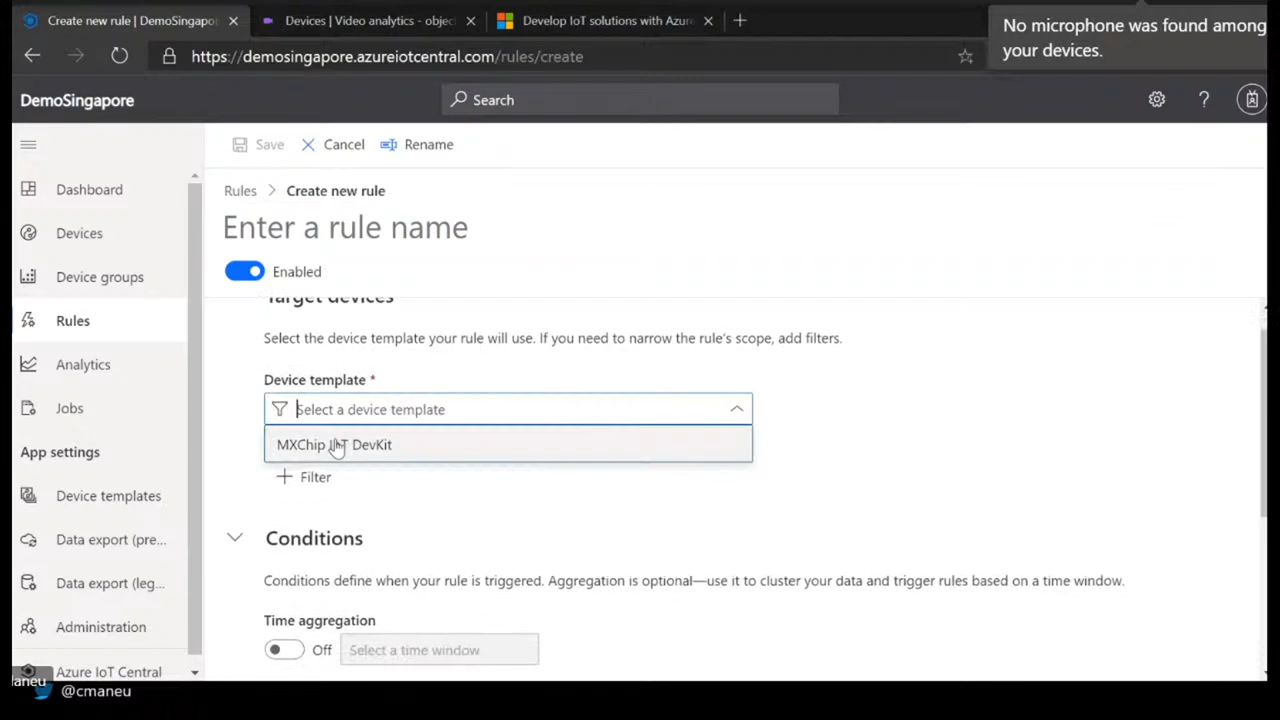 Create new rule | DemoSingapo
Devices | Video analytics - objec
Develop IoT solutions with Azur
No microphone was found among
your devices.
https://demosingapore.azureiotcentral.com/rules/create
DemoSingapore
Search
?
Save
Cancel
Rename
Dashboard
Devices
Device groups
Rules
Analytics
Jobs
App settings
Device templates
Data export (pre...
Data export (leg...
Administration
Azure IoT Central
Rules > Create new rule
Enter a rule name
Enabled
Target devices
Select the device template your rule will use. If you need to narrow the rule's scope, add filters.
Device template *
Select a device template
MXChip IoT DevKit
+ Filter
Conditions
Conditions define when your rule is triggered. Aggregation is optional—use it to cluster your data and trigger rules based on a time window.
Time aggregation
Off
Select a time window
aneu
@cmaneu